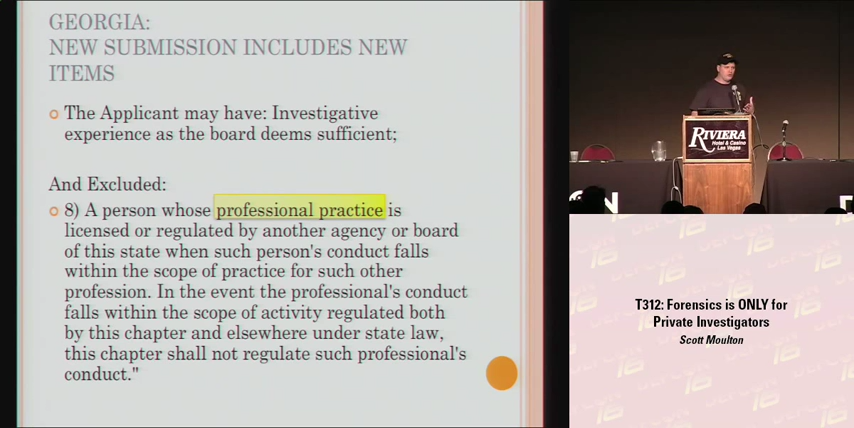 GEORGIA:
NEW SUBMISSION INCLUDES NEW
ITEMS
The Applicant may have: Investigative
experience as the board deems sufficient;
And Excluded:
8) A person whose professional practice is
licensed or regulated by another agency or board
of this state when such person's conduct falls
within the scope of practice for such other
profession. In the event the professional's conduct
falls within the scope of activity regulated both
by this chapter and elsewhere under state law,
this chapter shall not regulate such professional's
conduct."
RIVIERA
Hotel & Casino
Las Vegas
T312: Forensics is ONLY for
Private Investigators
Scott Moulton